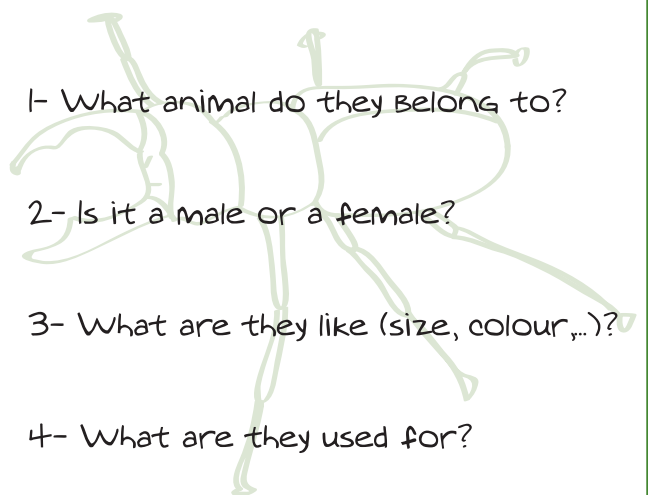 1- What animal do they Belong to?
2- Is it a male or a female?
3- What are they like (size, colour,...)?
4- What are they used for?